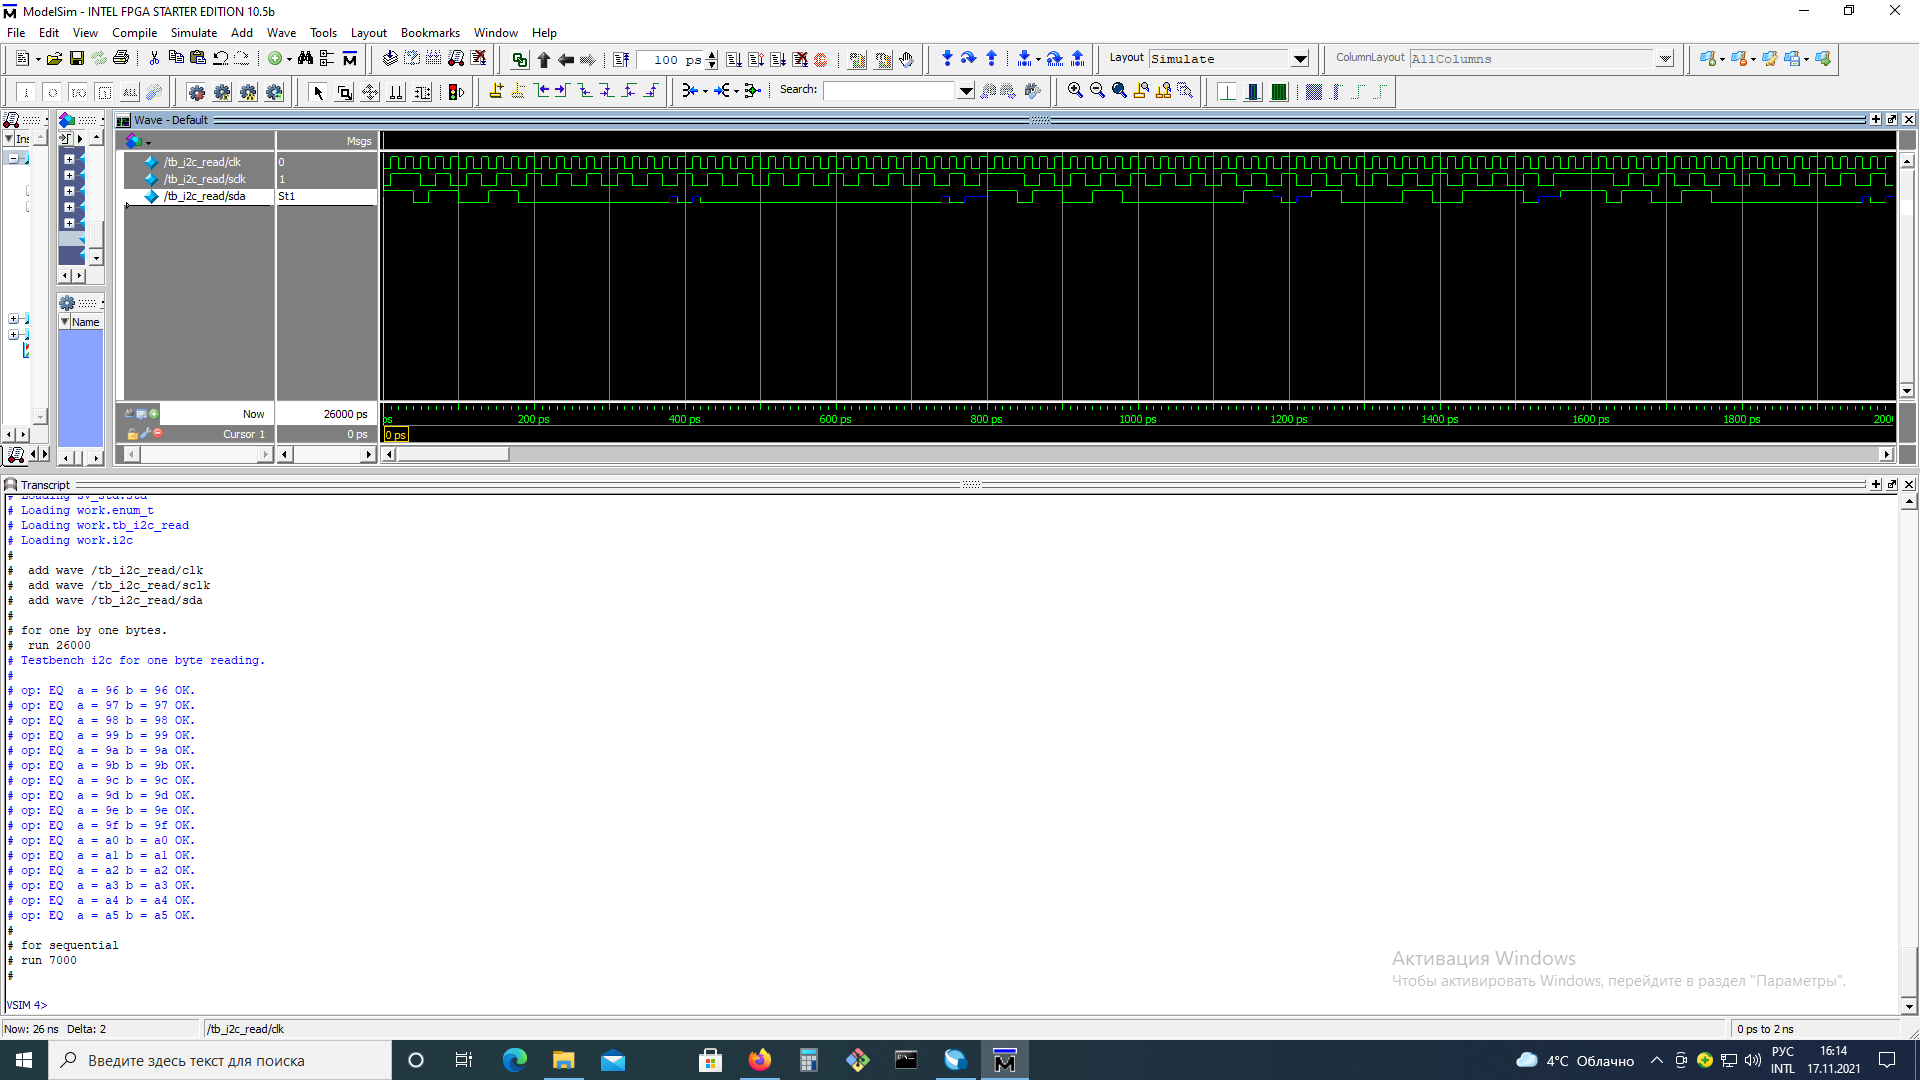 ModelSim - INTEL FPGA STARTER EDITION 10.5b
File Edit View Compile Simulate Add Wave Tools Layout Bookmarks Window Help
100 ps
Layout Simulate
ColumnLayout AllColumns
Search:
Wave - Default
Ins
Msgs
/tb_i2c_read/clk 0
/tb_i2c_read/sclk 1
/tb_i2c_read/sda St1
Name
Now 26000 ps
Cursor 1 0 ps
ps 200 ps 400 ps 600 ps 800 ps 1000 ps 1200 ps 1400 ps 1600 ps 1800 ps 200
0 ps
Transcript
# Loading sv_std.std
# Loading work.enum_t
# Loading work.tb_i2c_read
# Loading work.i2c
#
# add wave /tb_i2c_read/clk
# add wave /tb_i2c_read/sclk
# add wave /tb_i2c_read/sda
#
# for one by one bytes.
# run 26000
# Testbench i2c for one byte reading.
#
# op: EQ a = 96 b = 96 OK.
# op: EQ a = 97 b = 97 OK.
# op: EQ a = 98 b = 98 OK.
# op: EQ a = 99 b = 99 OK.
# op: EQ a = 9a b = 9a OK.
# op: EQ a = 9b b = 9b OK.
# op: EQ a = 9c b = 9c OK.
# op: EQ a = 9d b = 9d OK.
# op: EQ a = 9e b = 9e OK.
# op: EQ a = 9f b = 9f OK.
# op: EQ a = a0 b = a0 OK.
# op: EQ a = a1 b = a1 OK.
# op: EQ a = a2 b = a2 OK.
# op: EQ a = a3 b = a3 OK.
# op: EQ a = a4 b = a4 OK.
# op: EQ a = a5 b = a5 OK.
#
# for sequential
# run 7000
#
VSIM 4>
Активация Windows
Чтобы активировать Windows, перейдите в раздел "Параметры".
Now: 26 ns Delta: 2 /tb_i2c_read/clk 0 ps to 2 ns
Введите здесь текст для поиска
4°C Облачно
РУС
INTL
16:14
17.11.2021